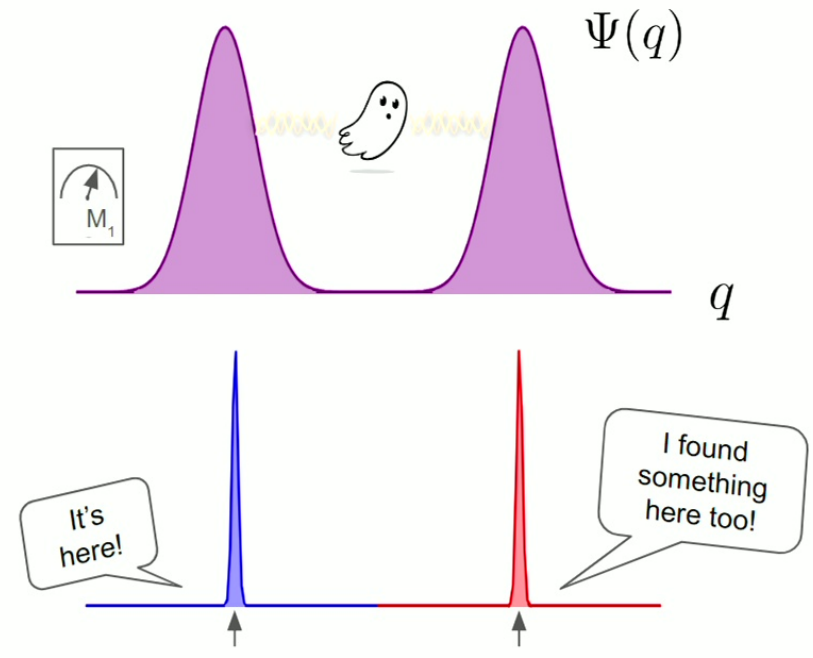 Ψ(q)
M₁
q
It's
here!
I found
something
here too!